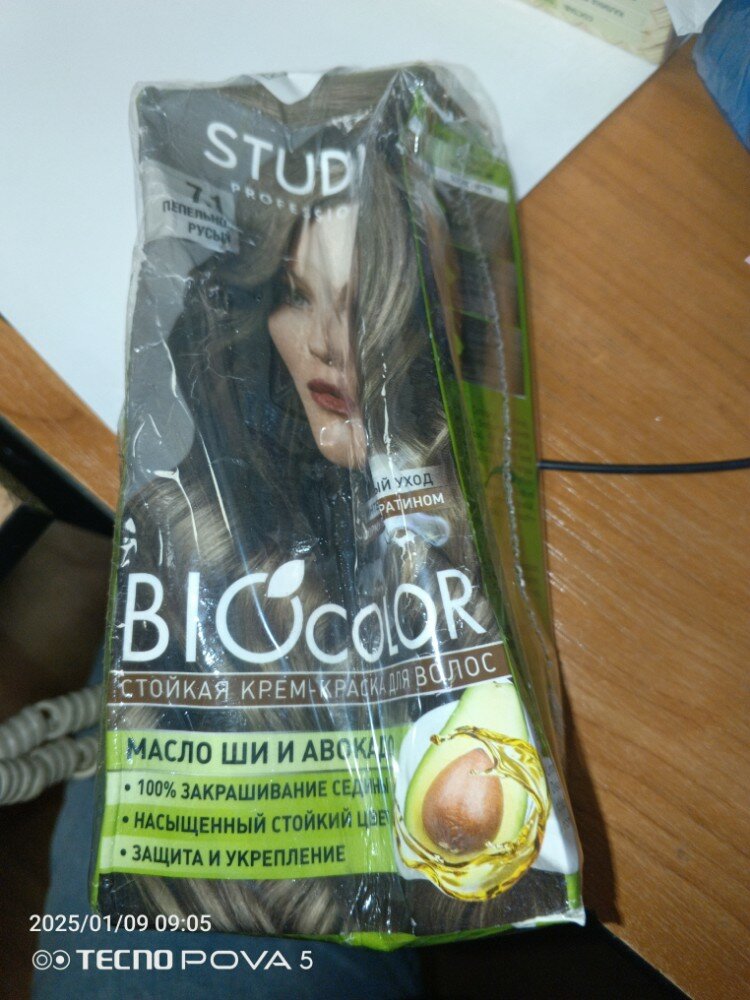 STUDI
PROFESSIO
7.1
ПЕПЕЛЬНО
РУСЫЙ
ЫЙ УХОД
РАТИНОМ
BIOCOLOR
СТОЙКАЯ КРЕМ-КРАСКА ДЛЯ ВОЛОС
МАСЛО ШИ И АВОКАДО
• 100% ЗАКРАШИВАНИЕ СЕДИНЫ
• НАСЫЩЕННЫЙ СТОЙКИЙ ЦВЕТ
• ЗАЩИТА И УКРЕПЛЕНИЕ
2025/01/09 09:05
TECNO POVA 5